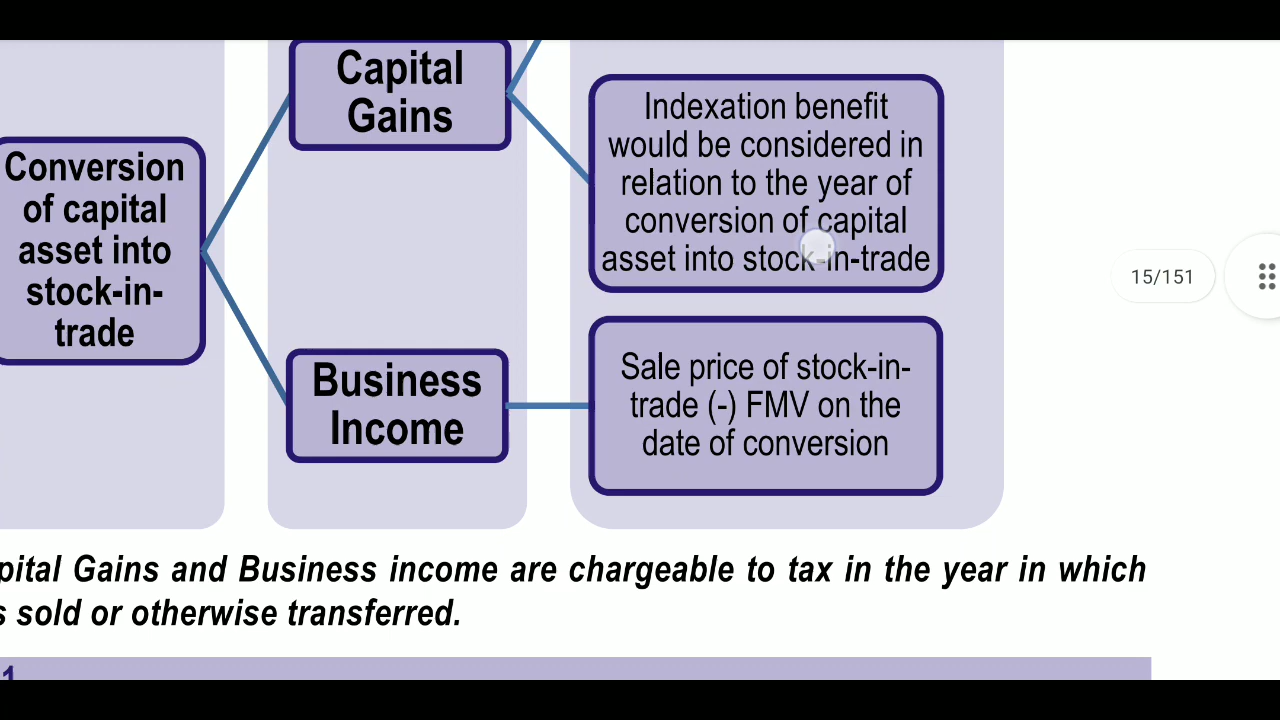 Capital
Gains
Indexation benefit
would be considered in
relation to the year of
conversion of capital
asset into stock-in-trade
Conversion
of capital
asset into
stock-in-
trade
15/151
Business
Income
Sale price of stock-in-
trade (-) FMV on the
date of conversion
pital Gains and Business income are chargeable to tax in the year in which
s sold or otherwise transferred.
1